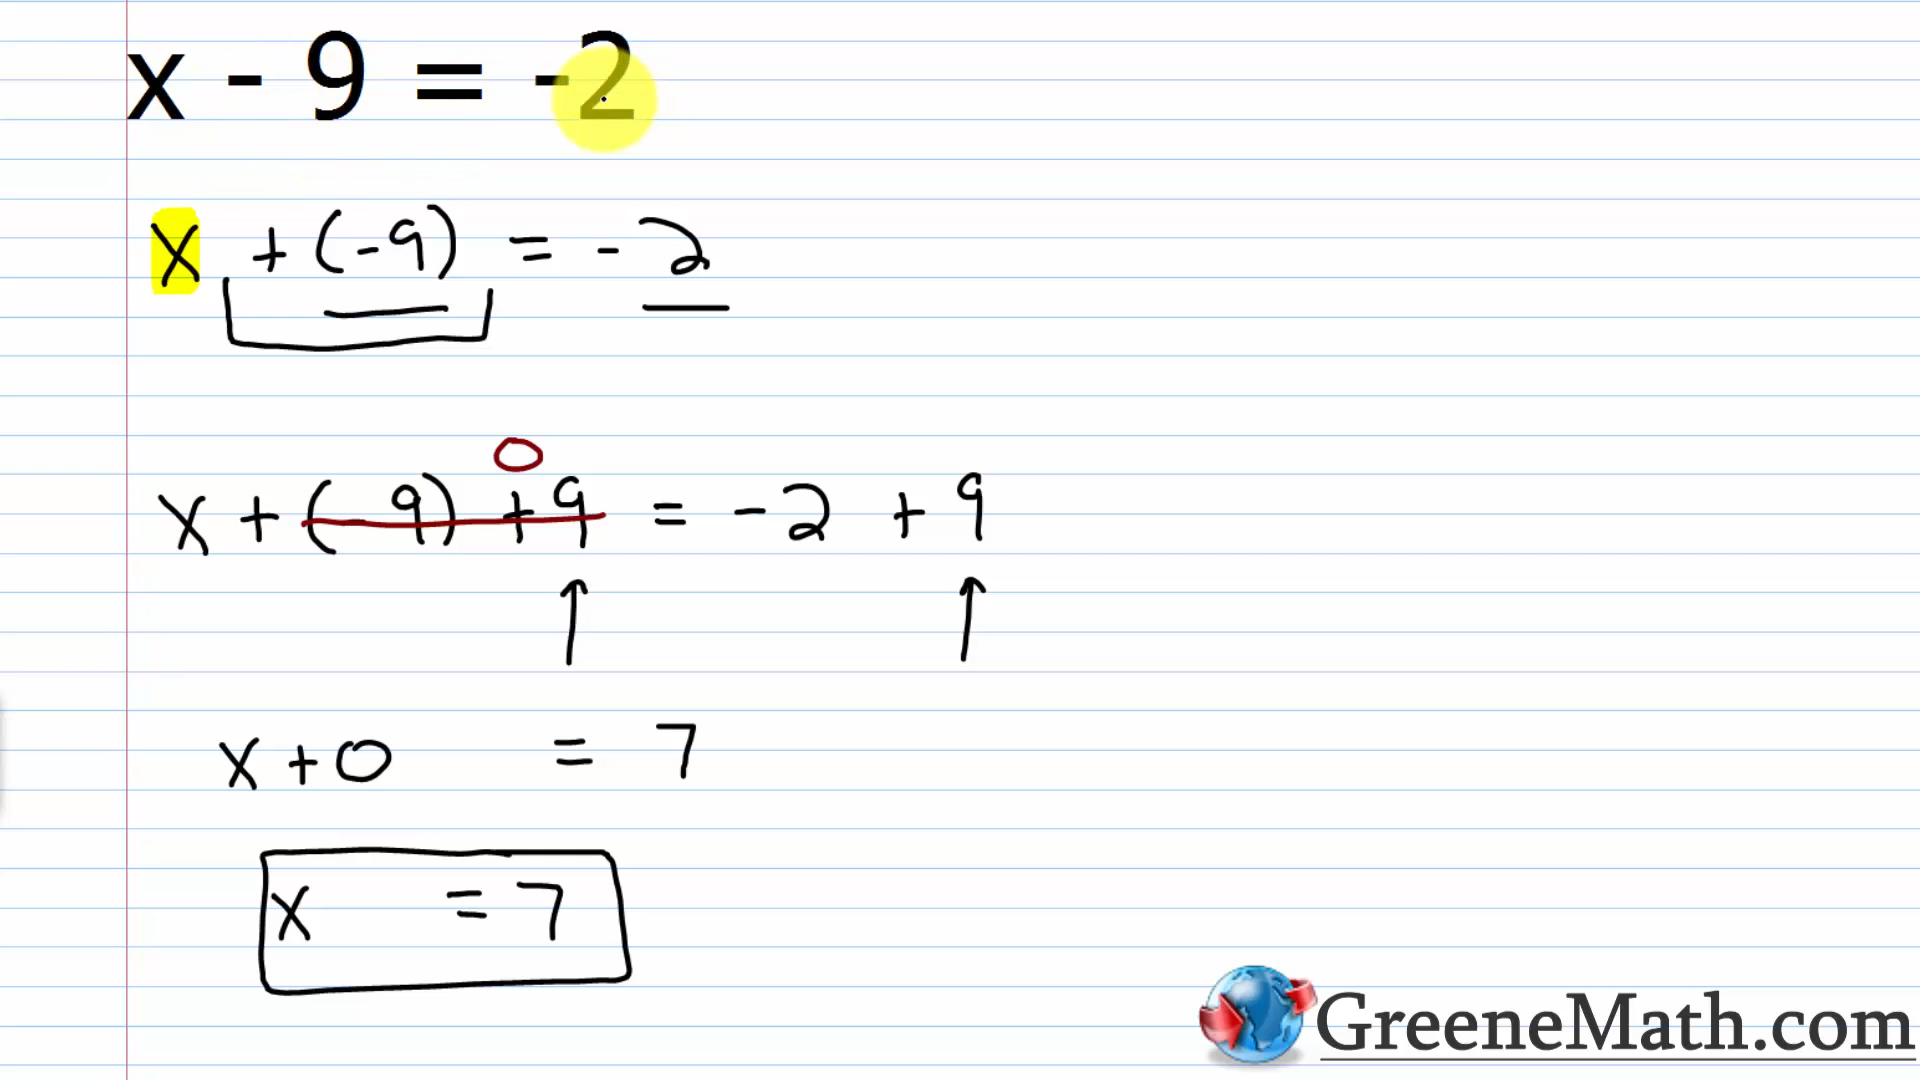 x - 9 = -2
x + (-9) = -2
0
x + (-9) + 9 = -2 + 9
x + 0 = 7
x = 7
GreeneMath.com